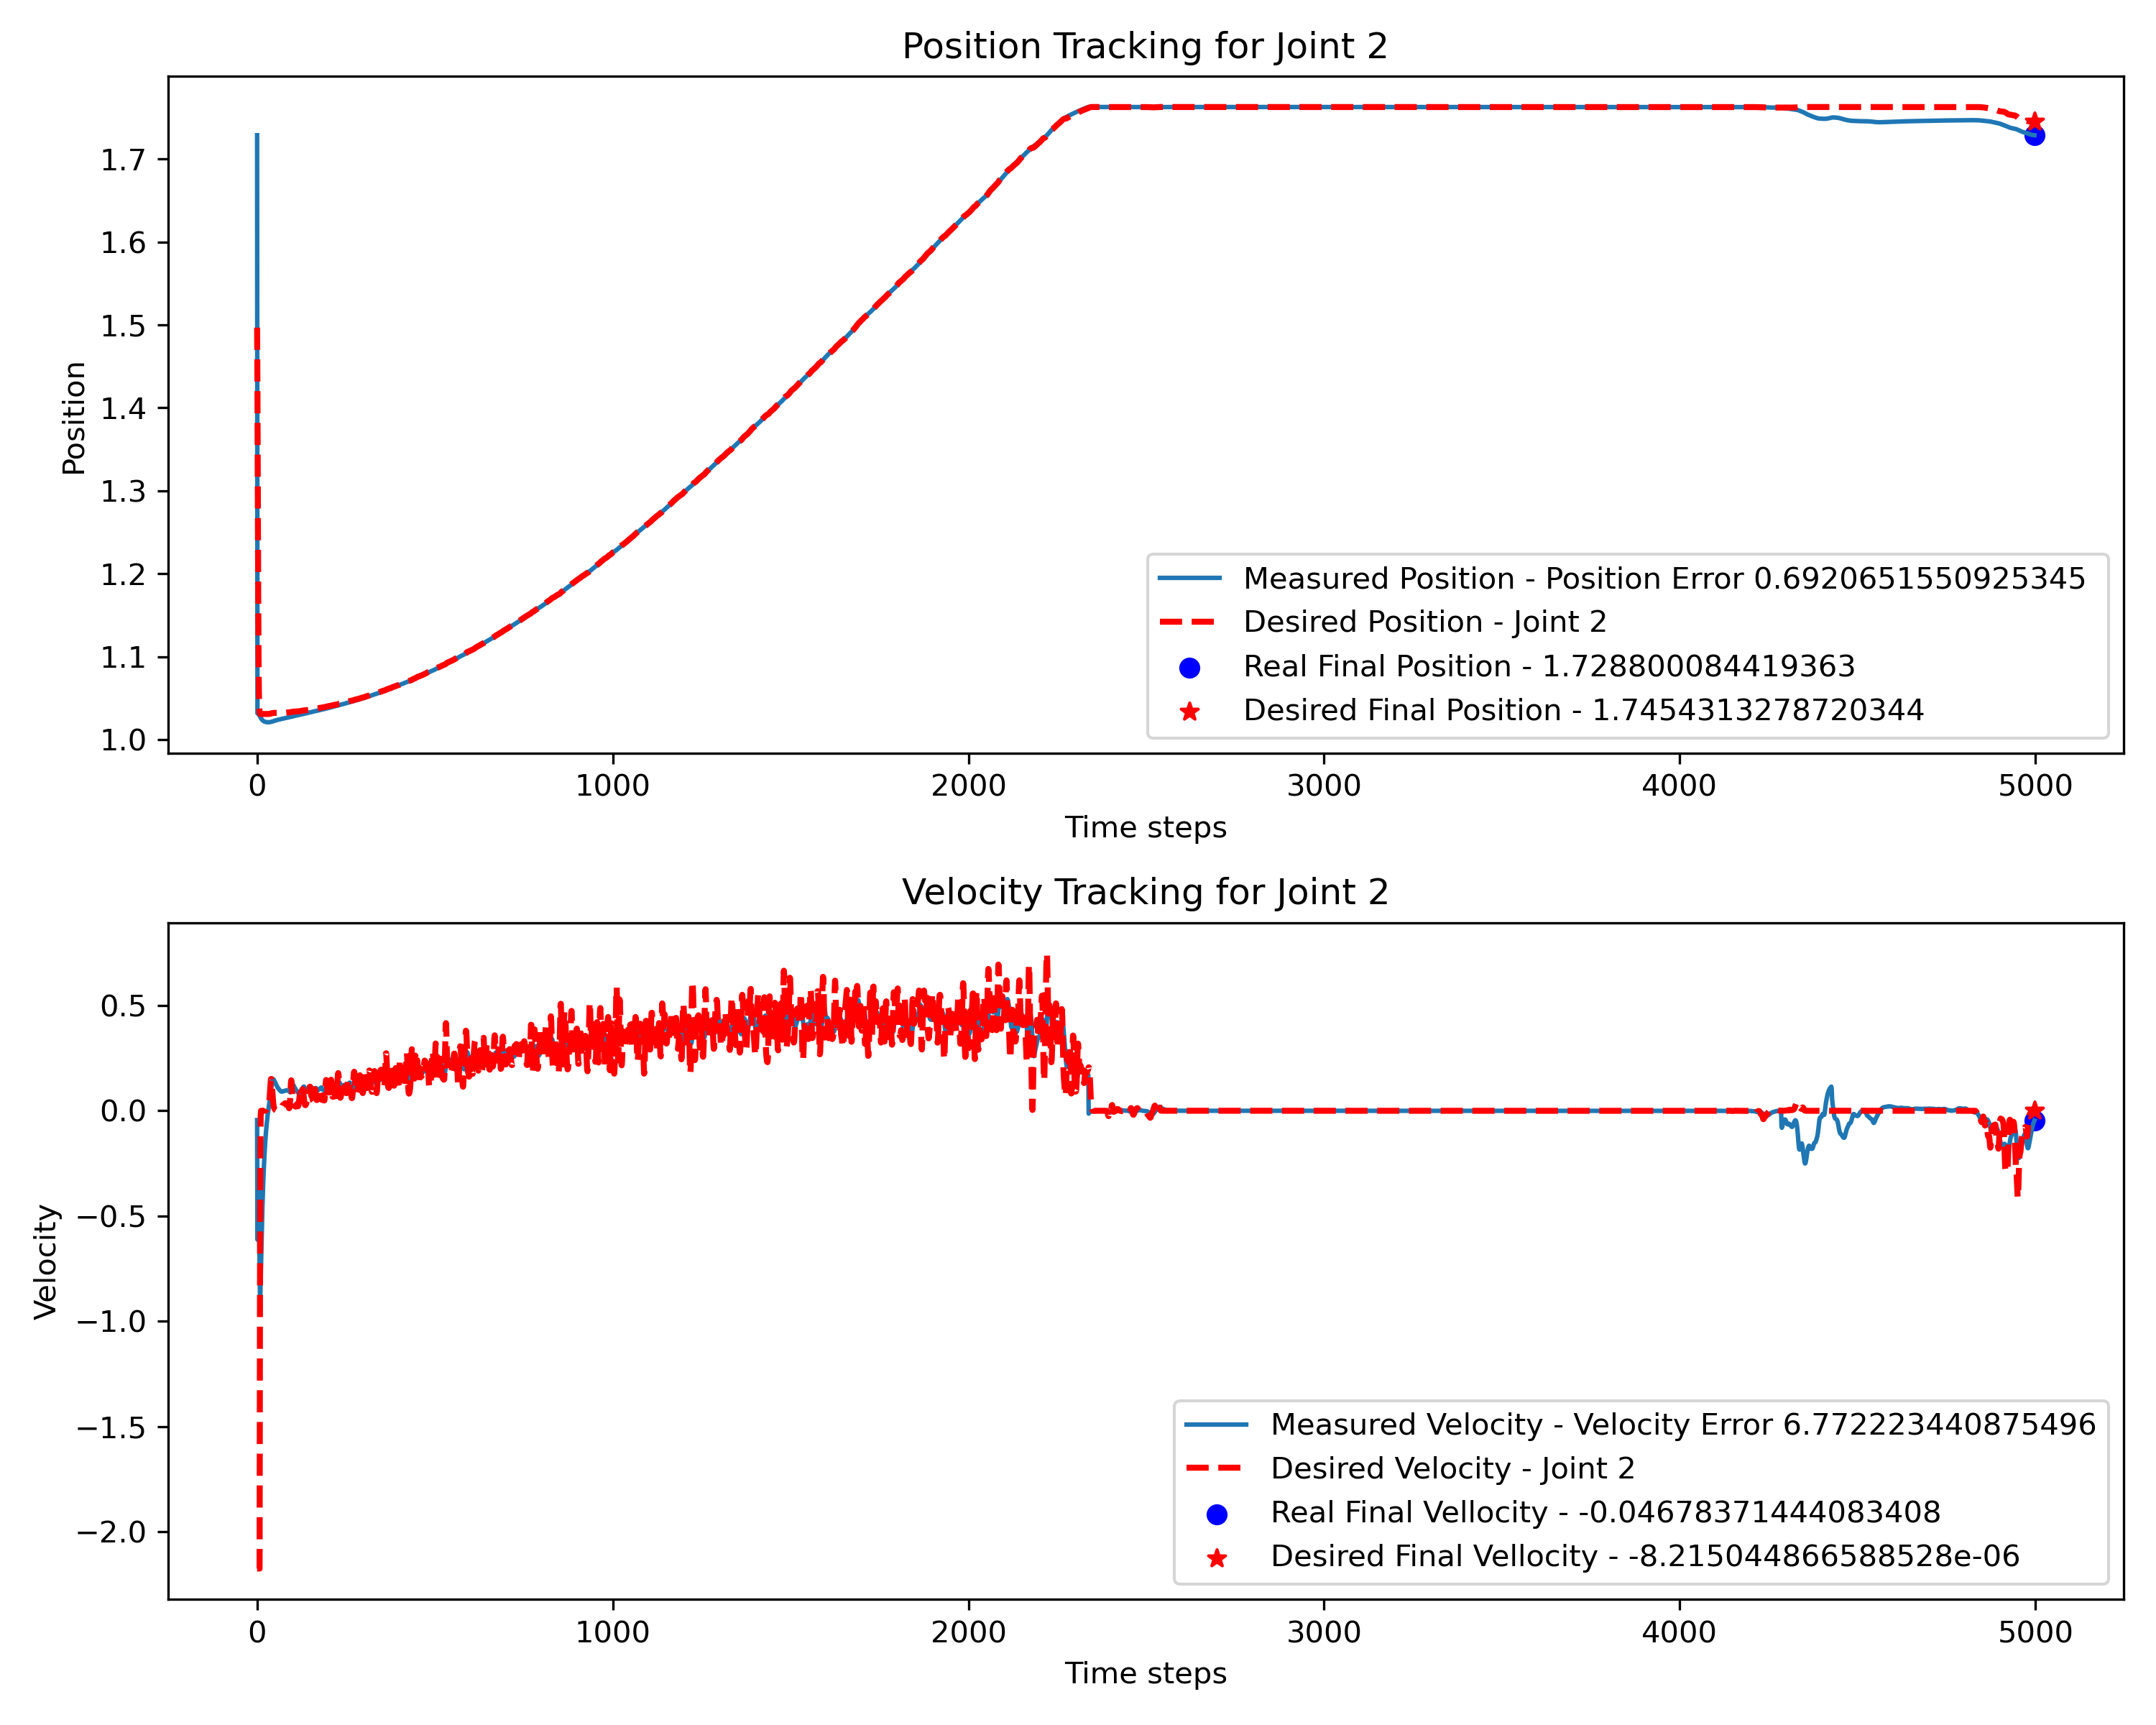 Position Tracking for Joint 2
Position
1.7
1.6
1.5
1.4
1.3
1.2
1.1
1.0
Measured Position - Position Error 0.6920651550925345
Desired Position - Joint 2
Real Final Position - 1.728800084419363
Desired Final Position - 1.7454313278720344
0 1000 2000 3000 4000 5000
Time steps
Velocity Tracking for Joint 2
Velocity
0.5
0.0
−0.5
−1.0
−1.5
−2.0
Measured Velocity - Velocity Error 6.772223440875496
Desired Velocity - Joint 2
Real Final Vellocity - -0.04678371444083408
Desired Final Vellocity - -8.215044866588528e-06
0 1000 2000 3000 4000 5000
Time steps